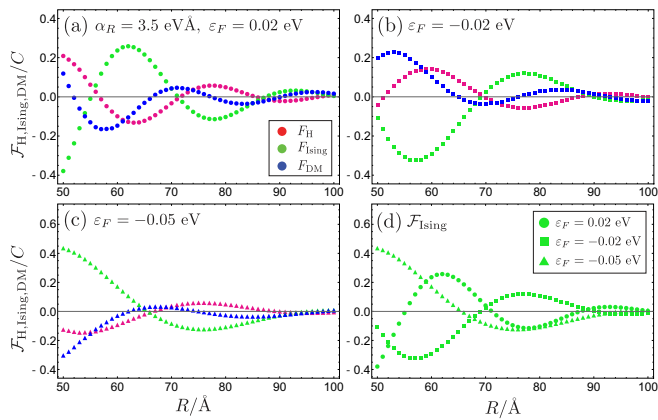 (a) α_R = 3.5 eVÅ, ε_F = 0.02 eV
0.4
0.2
0.0
- 0.2
- 0.4
50 60 70 80 90 100
ℱ_H,Ising,DM/C
F_H
F_Ising
F_DM
(b) ε_F = −0.02 eV
0.4
0.2
0.0
- 0.2
- 0.4
50 60 70 80 90 100
(c) ε_F = −0.05 eV
0.6
0.4
0.2
0.0
- 0.2
- 0.4
50 60 70 80 90 100
ℱ_H,Ising,DM/C
R/Å
(d) ℱ_Ising
ε_F = 0.02 eV
ε_F = −0.02 eV
ε_F = −0.05 eV
0.6
0.4
0.2
0.0
- 0.2
- 0.4
50 60 70 80 90 100
R/Å